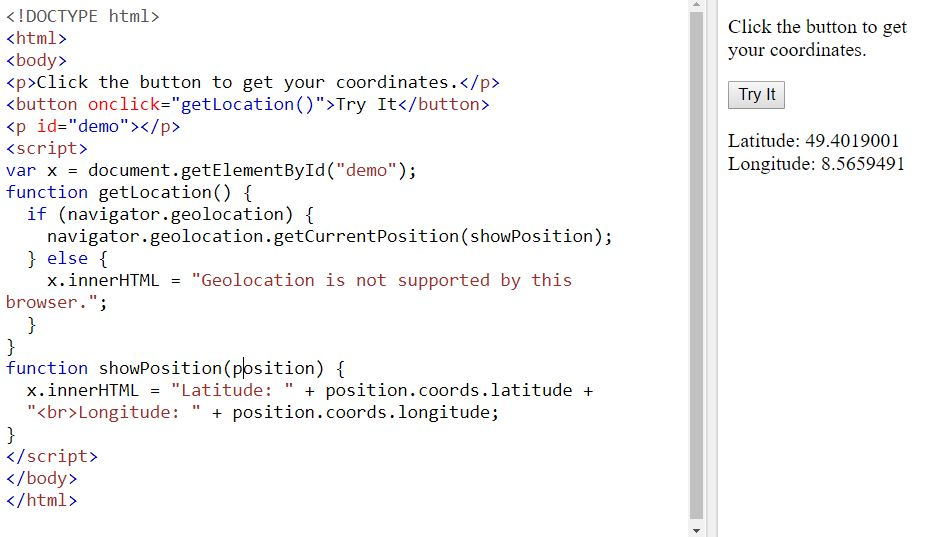 <!DOCTYPE html>
<html>
<body>
<p>Click the button to get your coordinates.</p>
<button onclick="getLocation()">Try It</button>
<p id="demo"></p>
<script>
var x = document.getElementById("demo");
function getLocation() {
  if (navigator.geolocation) {
    navigator.geolocation.getCurrentPosition(showPosition);
  } else {
    x.innerHTML = "Geolocation is not supported by this
browser.";
  }
}
function showPosition(position) {
  x.innerHTML = "Latitude: " + position.coords.latitude +
  "<br>Longitude: " + position.coords.longitude;
}
</script>
</body>
</html>
Click the button to get
your coordinates.
Try It
Latitude: 49.4019001
Longitude: 8.5659491